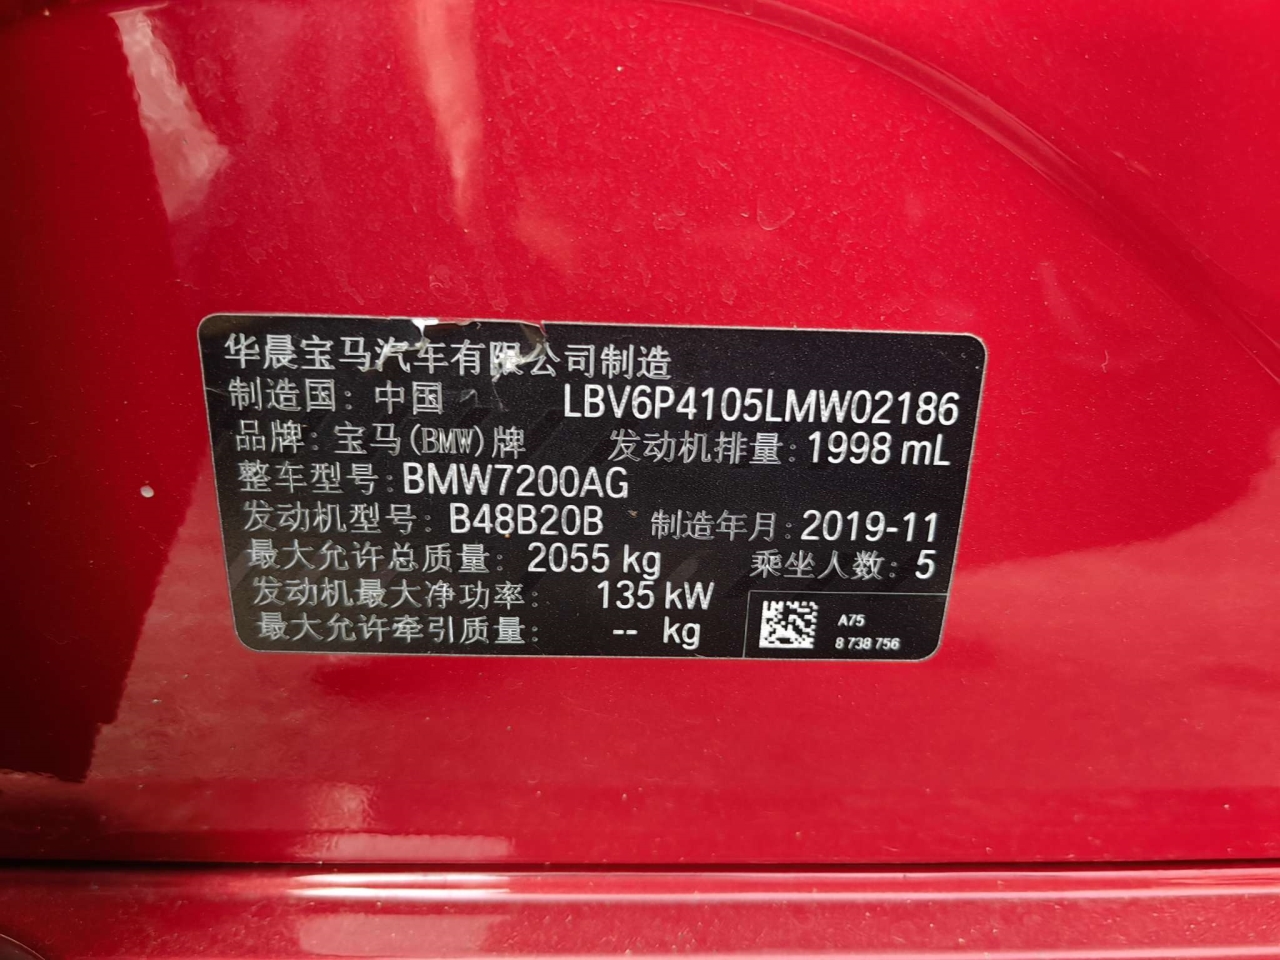 华晨宝马汽车有限公司制造
制造国：中国 LBV6P4105LMW02186
品牌：宝马(BMW)牌 发动机排量：1998 mL
整车型号：BMW7200AG
发动机型号：B48B20B 制造年月：2019-11
最大允许总质量：2055 kg 乘坐人数：5
发动机最大净功率：135 kW
最大允许牵引质量：-- kg
A75
8 738 756